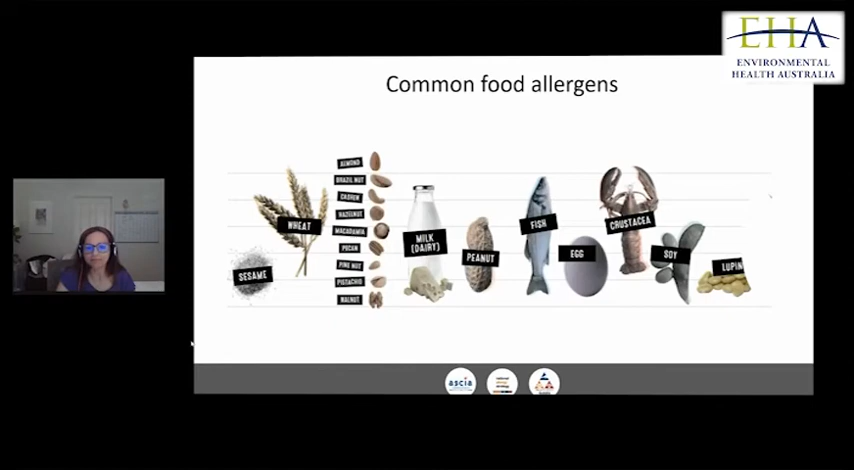 EHA
ENVIRONMENTAL
HEALTH AUSTRALIA
Common food allergens
SESAME
WHEAT
ALMOND
BRAZIL NUT
CASHEW
HAZELNUT
MACADAMIA
PECAN
PINE NUT
PISTACHIO
WALNUT
MILK
(DAIRY)
PEANUT
FISH
EGG
CRUSTACEA
SOY
LUPIN
ascia